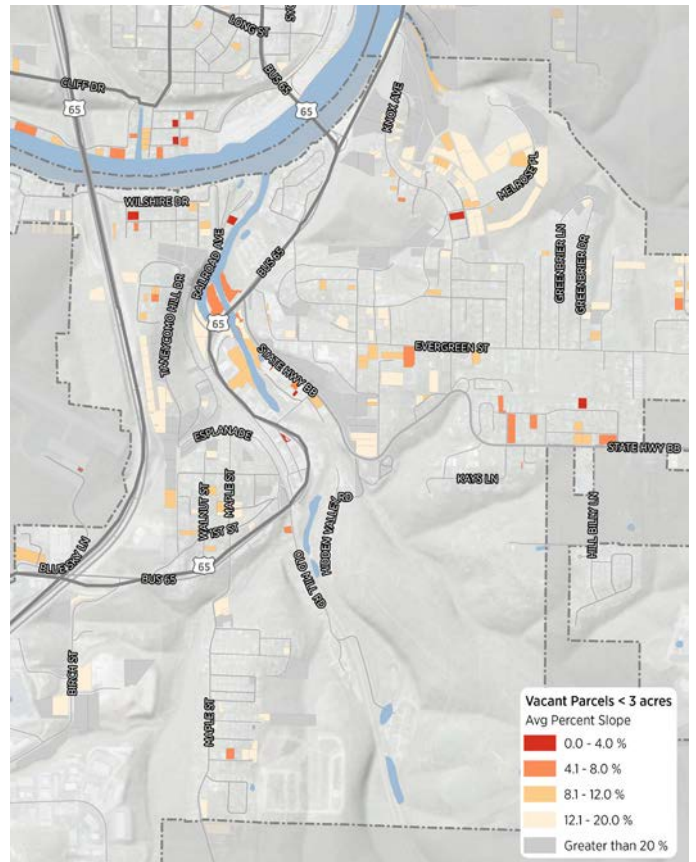 LONG ST
BUS 65
CLIFF DR
65
65
KNOX AVE
MELROSE PL
WILSHIRE DR
RAILROAD AVE
BUS 65
GREENBRIER LN
GREENBRIER DR
TANEYCOMO HILL DR
65
EVERGREEN ST
STATE HWY BB
ESPLANADE
STATE HWY BB
KAYS LN
WALNUT ST
MAPLE ST
1ST ST
HIDDEN VALLEY RD
HILL BILLY LN
BLUE SKY LN
65
BUS 65
OLD MILL RD
BIRCH ST
MAPLE ST
Vacant Parcels < 3 acres
Avg Percent Slope
0.0 - 4.0 %
4.1 - 8.0 %
8.1 - 12.0 %
12.1 - 20.0 %
Greater than 20 %